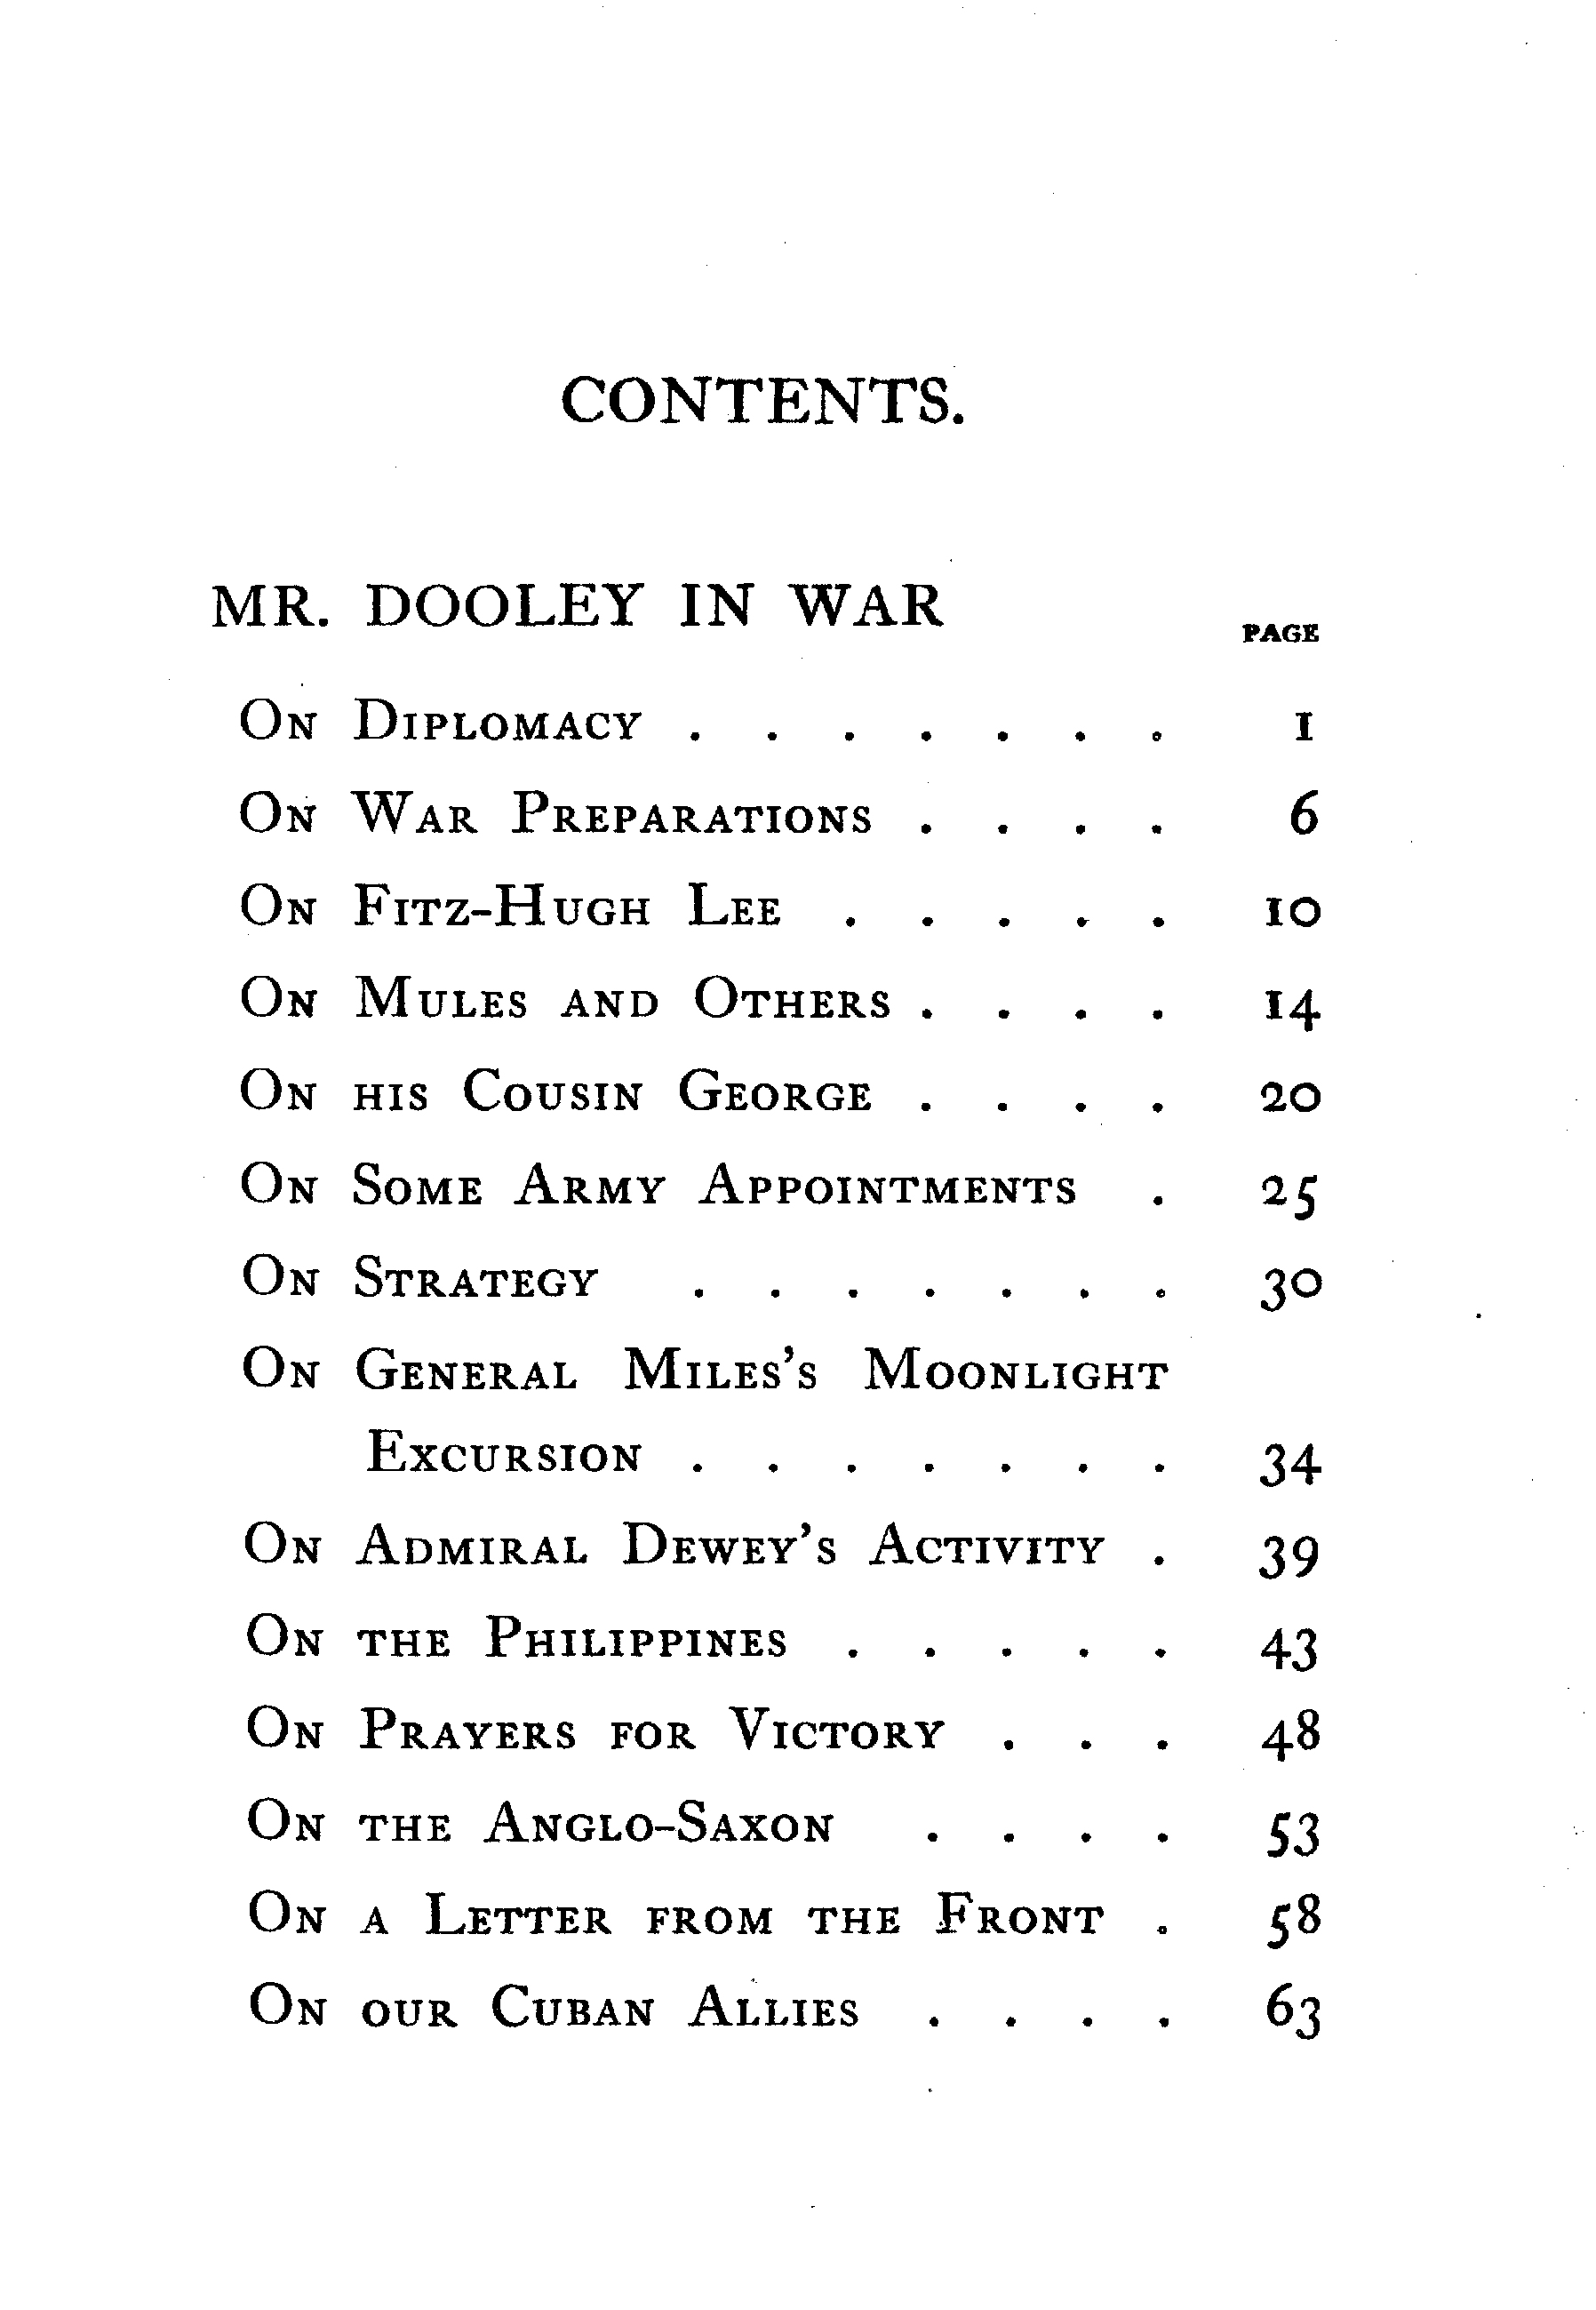 CONTENTS.
MR. DOOLEY IN WAR
PAGE
On Diplomacy . . . . . . . 1
On War Preparations . . . . 6
On Fitz-Hugh Lee . . . . . 10
On Mules and Others . . . . 14
On his Cousin George . . . . 20
On Some Army Appointments . 25
On Strategy . . . . . . . 30
On General Miles's Moonlight
Excursion . . . . . . . 34
On Admiral Dewey's Activity . 39
On the Philippines . . . . . 43
On Prayers for Victory . . . 48
On the Anglo-Saxon . . . . 53
On a Letter from the Front . 58
On our Cuban Allies . . . . 63